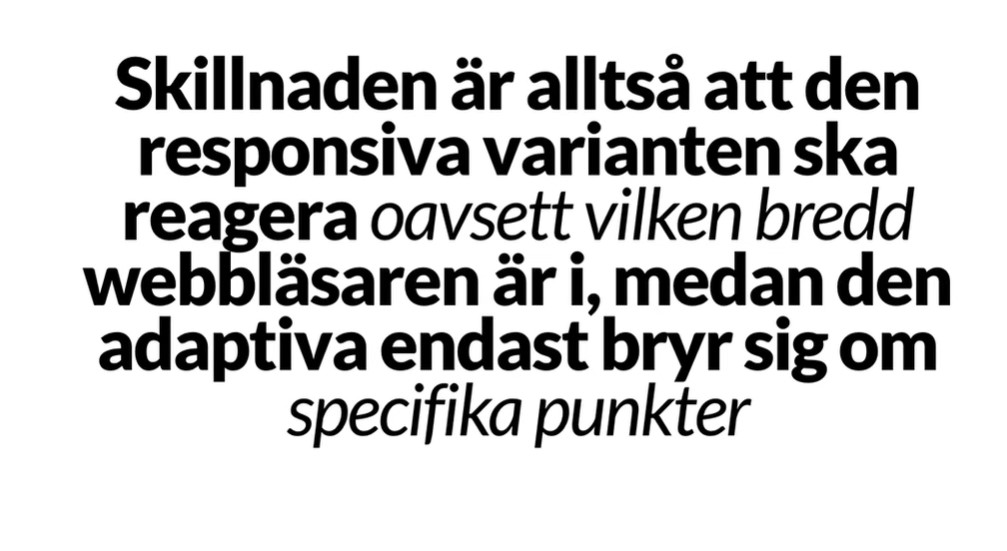 Skillnaden är alltså att den
responsiva varianten ska
reagera oavsett vilken bredd
webbläsaren är i, medan den
adaptiva endast bryr sig om
specifika punkter